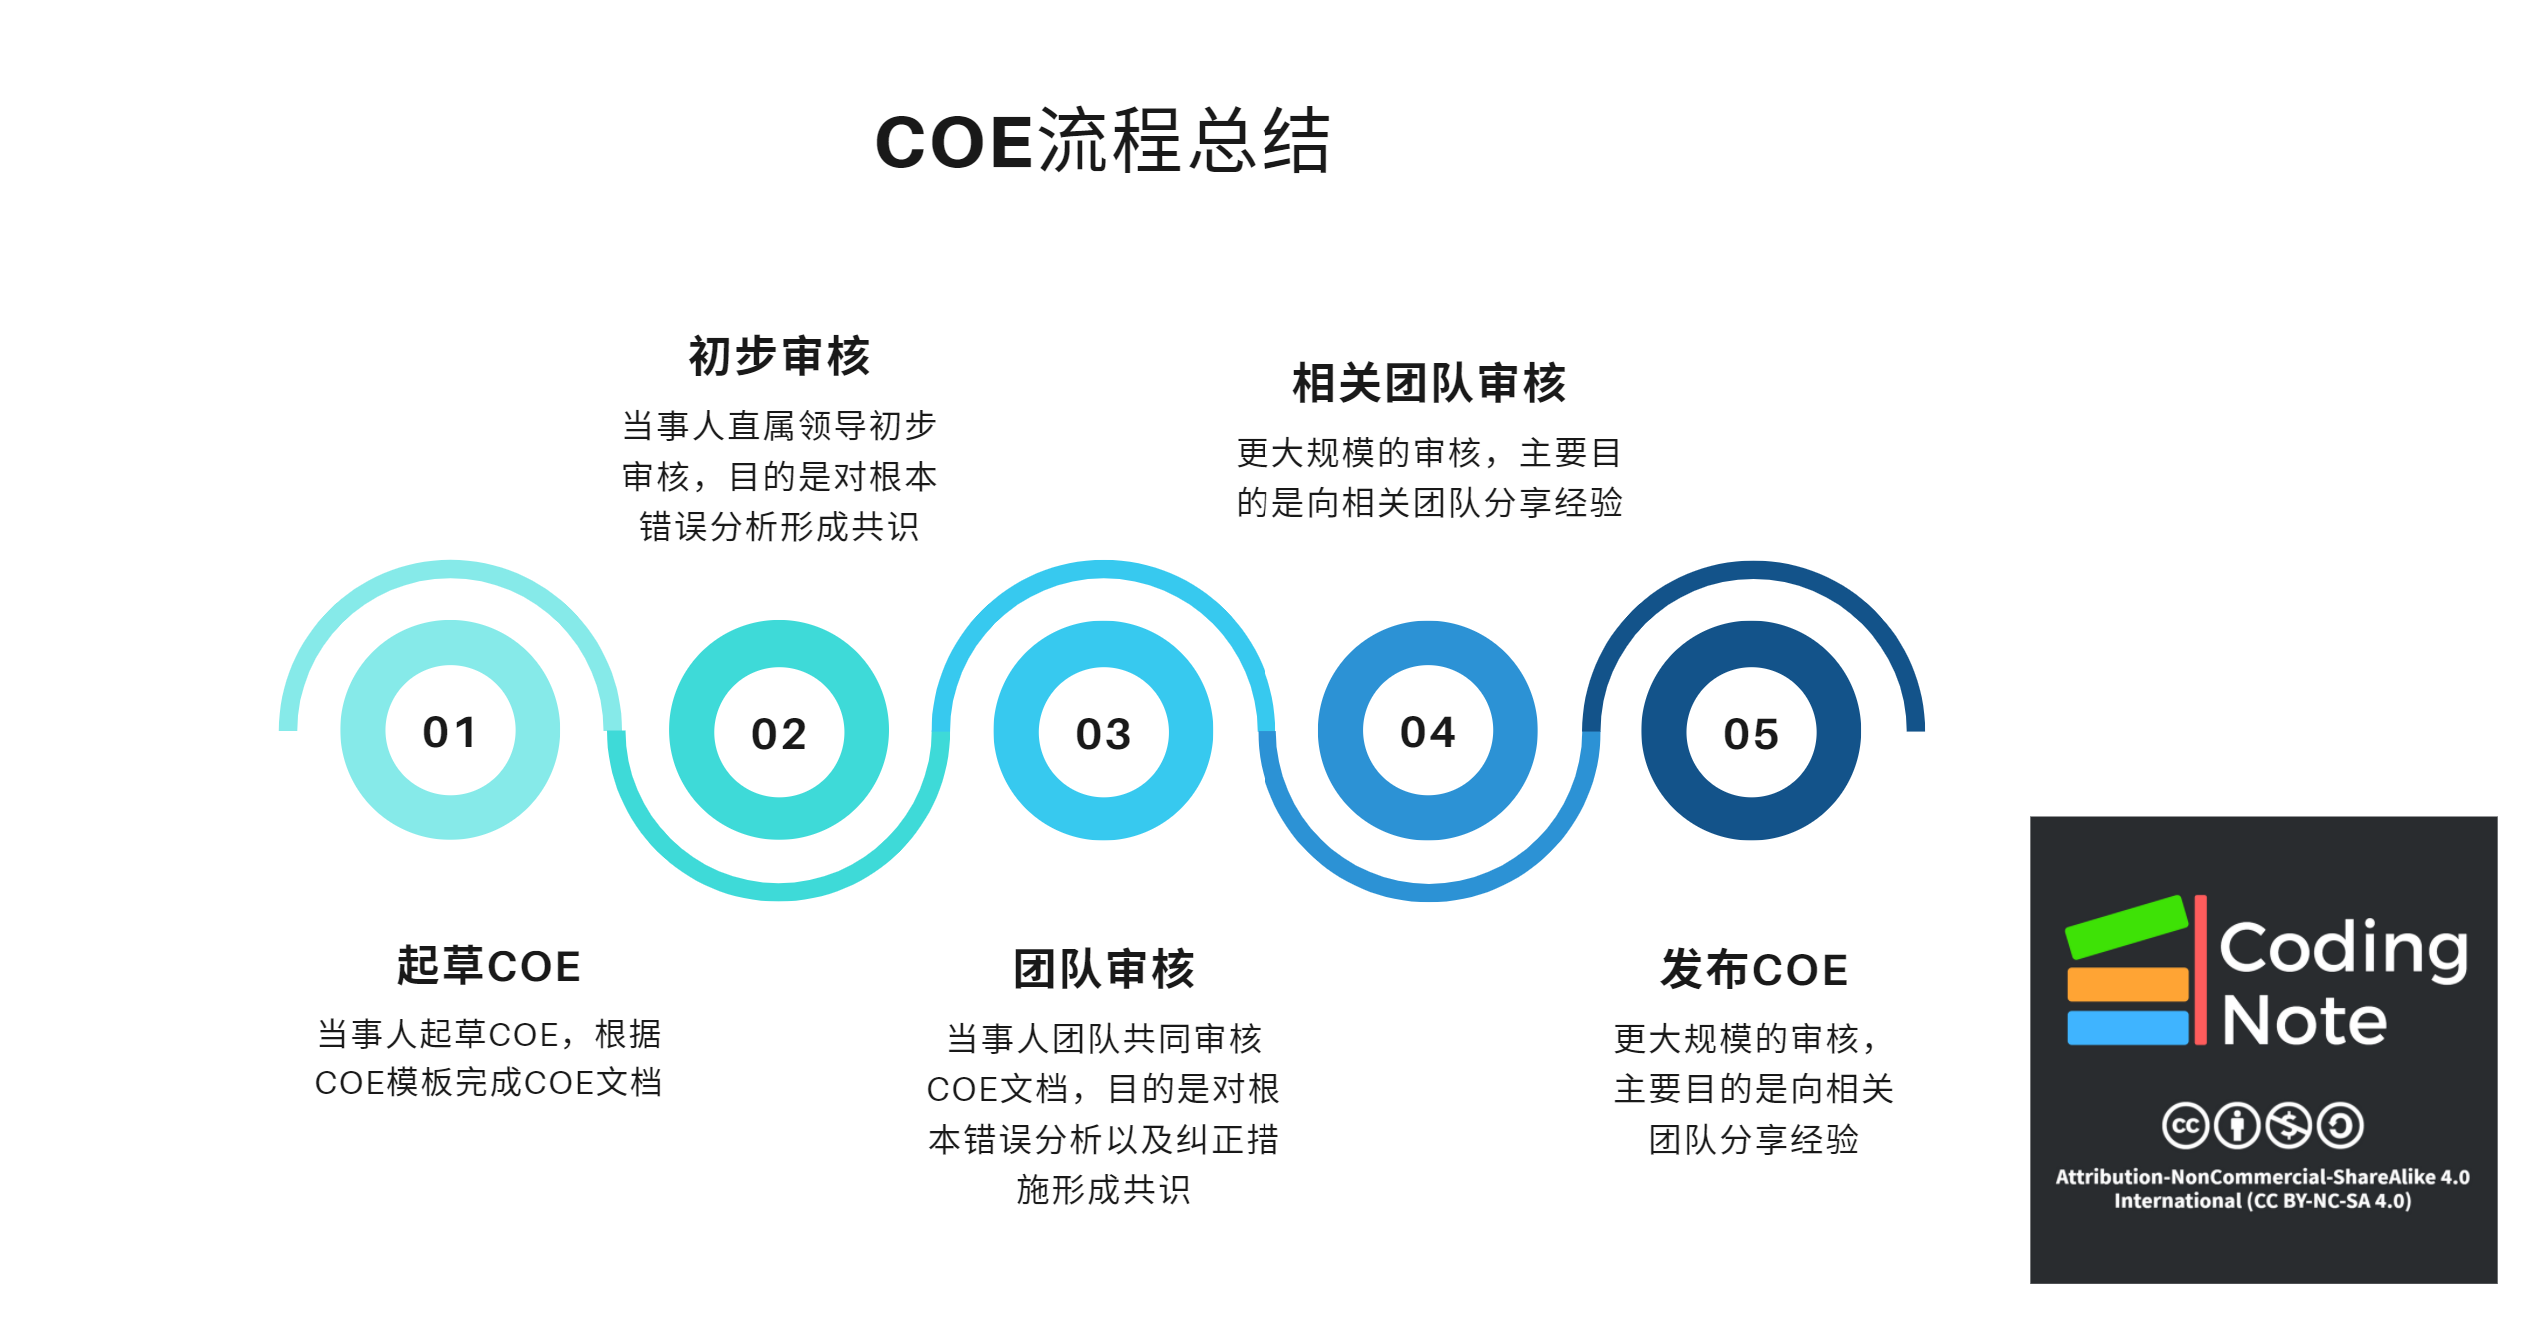 COE流程总结
初步审核
当事人直属领导初步
审核，目的是对根本
错误分析形成共识
相关团队审核
更大规模的审核，主要目
的是向相关团队分享经验
01
02
03
04
05
起草COE
当事人起草COE，根据
COE模板完成COE文档
团队审核
当事人团队共同审核
COE文档，目的是对根
本错误分析以及纠正措
施形成共识
发布COE
更大规模的审核，
主要目的是向相关
团队分享经验
Coding
Note
cc
Attribution-NonCommercial-ShareAlike 4.0
International (CC BY-NC-SA 4.0)